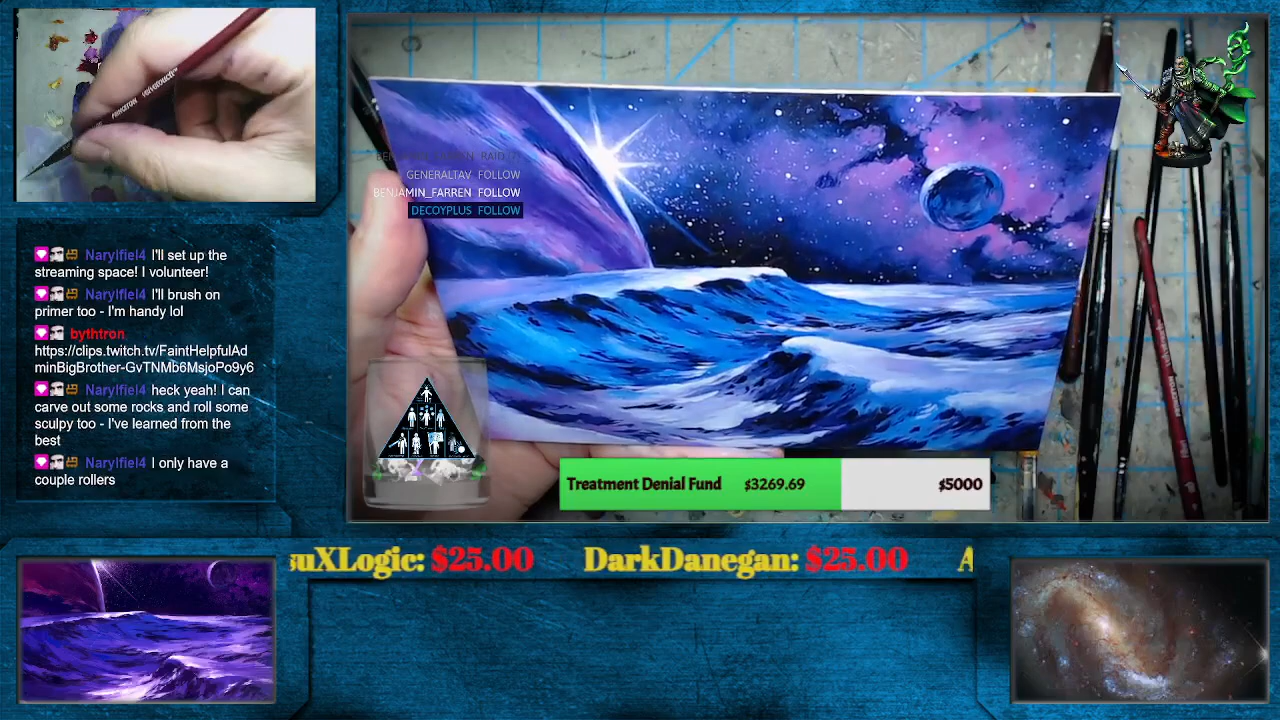 RAID
GENERALTAV FOLLOW
BENJAMIN_FARREN FOLLOW
DECOYPLUS FOLLOW
Narylfiel4 I'll set up the
streaming space! I volunteer!
Narylfiel4 I'll brush on
primer too - I'm handy lol
bythtron
https://clips.twitch.tv/FaintHelpfulAd
minBigBrother-GvTNMb6MsjoPo9y6
Narylfiel4 heck yeah! I can
carve out some rocks and roll some
sculpy too - I've learned from the
best
Narylfiel4 I only have a
couple rollers
Treatment Denial Fund $3269.69 $5000
uXLogic: $25.00 DarkDanegan: $25.00 A